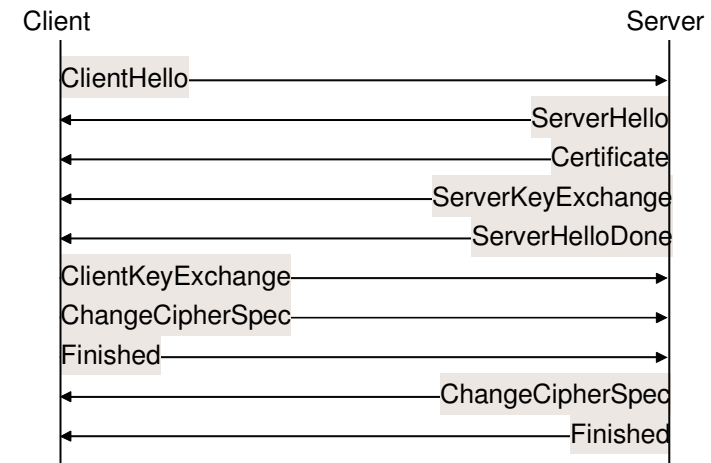 Client Server
ClientHello
ServerHello
Certificate
ServerKeyExchange
ServerHelloDone
ClientKeyExchange
ChangeCipherSpec
Finished
ChangeCipherSpec
Finished